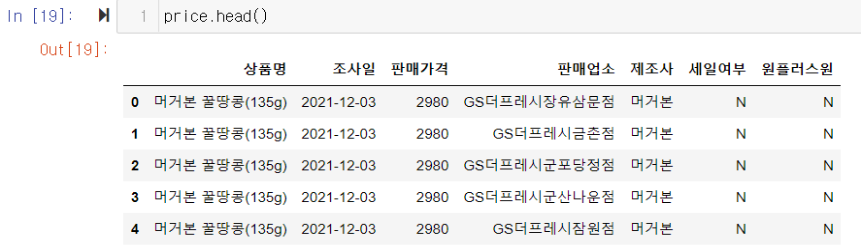 In [19]:
1 price.head()
Out[19]:
상품명 조사일 판매가격 판매업소 제조사 세일여부 원플러스원
0 머거본 꿀땅콩(135g) 2021-12-03 2980 GS더프레시장유삼문점 머거본 N N
1 머거본 꿀땅콩(135g) 2021-12-03 2980 GS더프레시금촌점 머거본 N N
2 머거본 꿀땅콩(135g) 2021-12-03 2980 GS더프레시군포당정점 머거본 N N
3 머거본 꿀땅콩(135g) 2021-12-03 2980 GS더프레시군산나운점 머거본 N N
4 머거본 꿀땅콩(135g) 2021-12-03 2980 GS더프레시잠원점 머거본 N N